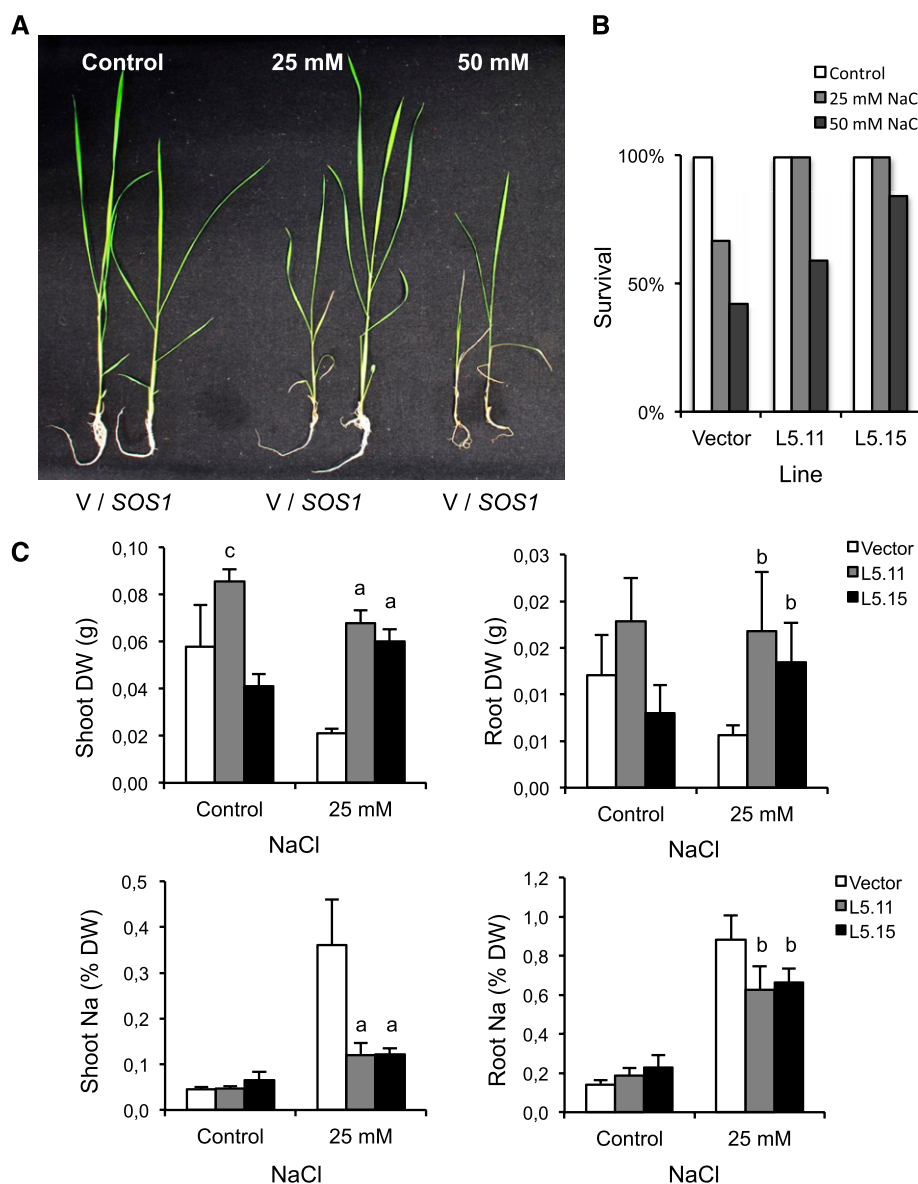 A
Control
25 mM
50 mM
V / SOS1
V / SOS1
V / SOS1
B
Control
25 mM NaC
50 mM NaC
100%
50%
0%
Survival
Vector
L5.11
L5.15
Line
C
0,10
0,08
0,06
0,04
0,02
0,00
Shoot DW (g)
c
a
a
Control
25 mM
NaCl
0,03
0,02
0,02
0,01
0,01
0,00
Root DW (g)
b
b
Control
25 mM
NaCl
Vector
L5.11
L5.15
0,5
0,4
0,3
0,2
0,1
0,0
Shoot Na (% DW)
a
a
Control
25 mM
NaCl
1,2
1,0
0,8
0,6
0,4
0,2
0,0
Root Na (% DW)
b
b
Control
25 mM
NaCl
Vector
L5.11
L5.15